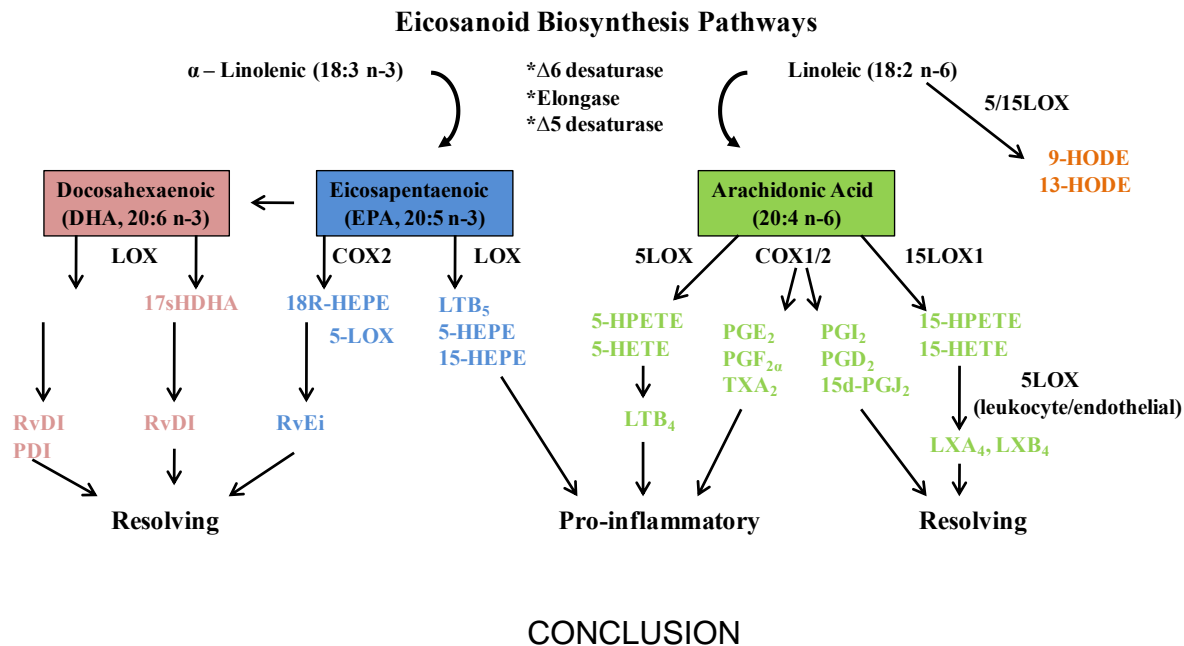 Eicosanoid Biosynthesis Pathways
α – Linolenic (18:3 n-3)
*Δ6 desaturase
*Elongase
*Δ5 desaturase
Linoleic (18:2 n-6)
5/15LOX
9-HODE
13-HODE
Docosahexaenoic
(DHA, 20:6 n-3)
Eicosapentaenoic
(EPA, 20:5 n-3)
Arachidonic Acid
(20:4 n-6)
LOX
COX2
LOX
5LOX
COX1/2
15LOX1
17sHDHA
18R-HEPE
5-LOX
LTB₅
5-HEPE
15-HEPE
5-HPETE
5-HETE
PGE₂
PGF₂α
TXA₂
PGI₂
PGD₂
15d-PGJ₂
15-HPETE
15-HETE
5LOX
(leukocyte/endothelial)
RvDI
PDI
RvDI
RvEi
LTB₄
LXA₄, LXB₄
Resolving
Pro-inflammatory
Resolving
CONCLUSION